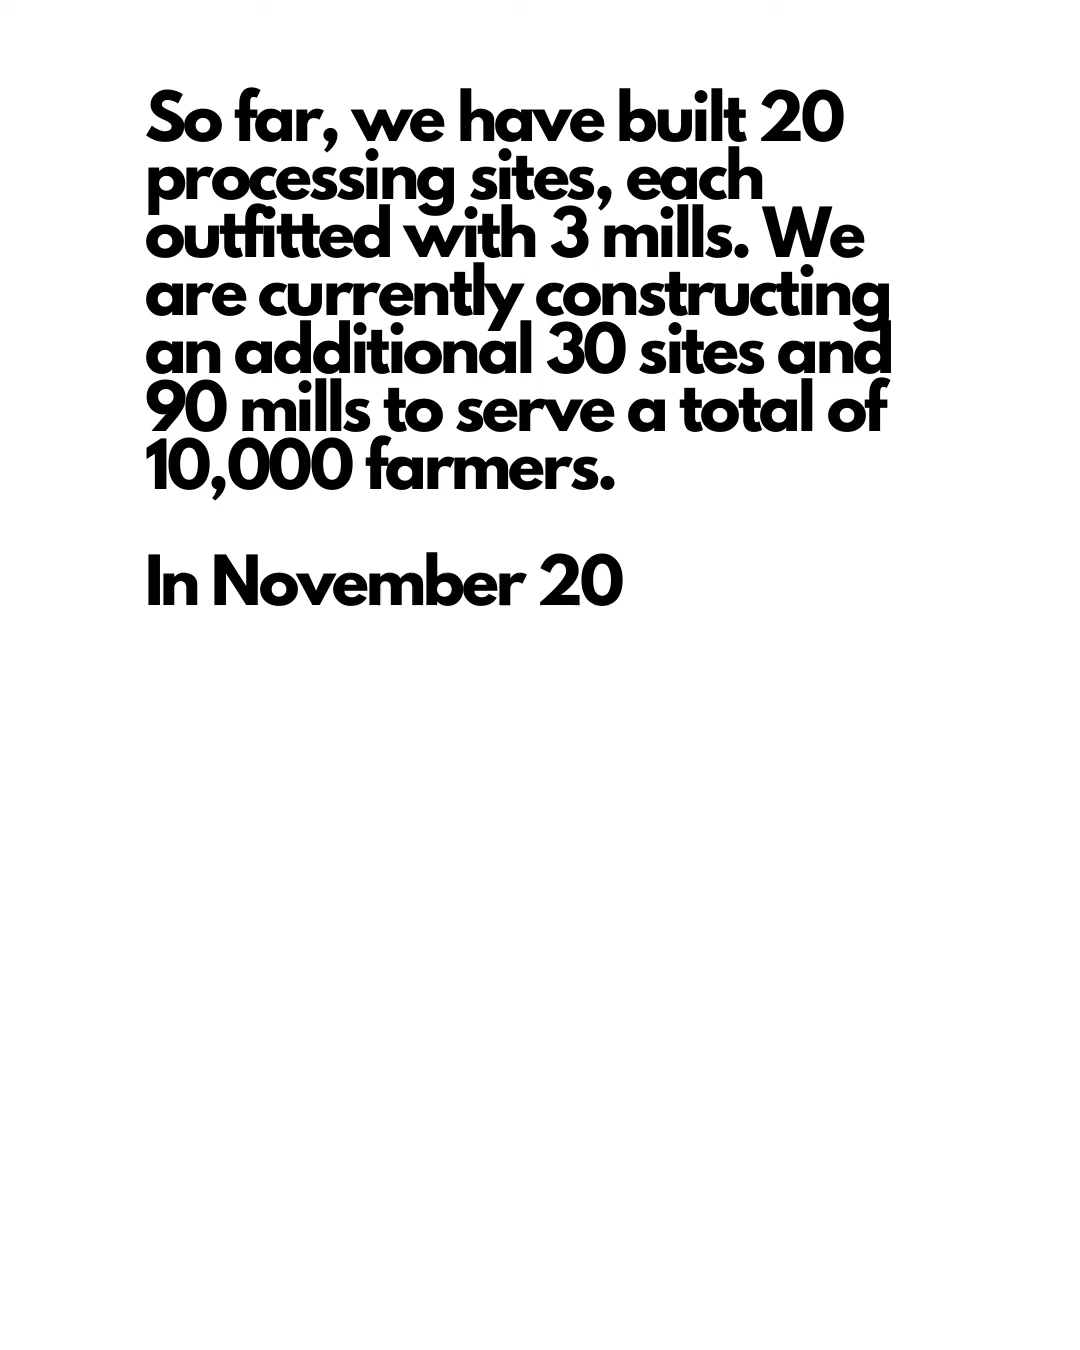 So far, we have built 20
processing sites, each
outfitted with 3 mills. We
are currently constructing
an additional 30 sites and
90 mills to serve a total of
10,000 farmers.
In November 20